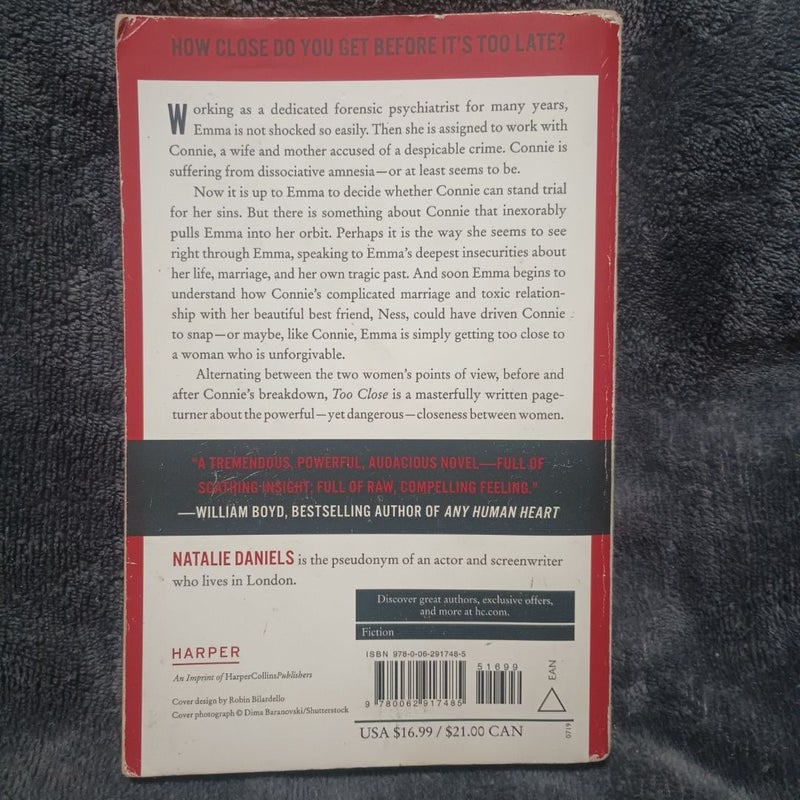 HOW CLOSE DO YOU GET BEFORE IT'S TOO LATE?
Working as a dedicated forensic psychiatrist for many years,
Emma is not shocked so easily. Then she is assigned to work with
Connie, a wife and mother accused of a despicable crime. Connie is
suffering from dissociative amnesia—or at least seems to be.
Now it is up to Emma to decide whether Connie can stand trial
for her sins. But there is something about Connie that inexorably
pulls Emma into her orbit. Perhaps it is the way she seems to see
right through Emma, speaking to Emma's deepest insecurities about
her life, marriage, and her own tragic past. And soon Emma begins to
understand how Connie's complicated marriage and toxic relation-
ship with her beautiful best friend, Ness, could have driven Connie
to snap—or maybe, like Connie, Emma is simply getting too close to
a woman who is unforgivable.
Alternating between the two women's points of view, before and
after Connie's breakdown, Too Close is a masterfully written page-
turner about the powerful—yet dangerous—closeness between women.
"A TREMENDOUS, POWERFUL, AUDACIOUS NOVEL—FULL OF
SCATHING INSIGHT; FULL OF RAW, COMPELLING FEELING."
—WILLIAM BOYD, BESTSELLING AUTHOR OF ANY HUMAN HEART
NATALIE DANIELS is the pseudonym of an actor and screenwriter
who lives in London.
Discover great authors, exclusive offers,
and more at hc.com.
Fiction
HARPER
An Imprint of HarperCollinsPublishers
Cover design by Robin Bilardello
Cover photograph © Dima Baranovski/Shutterstock
ISBN 978-0-06-291748-5
51699
9 780062 917485
EAN
USA $16.99 / $21.00 CAN
0719